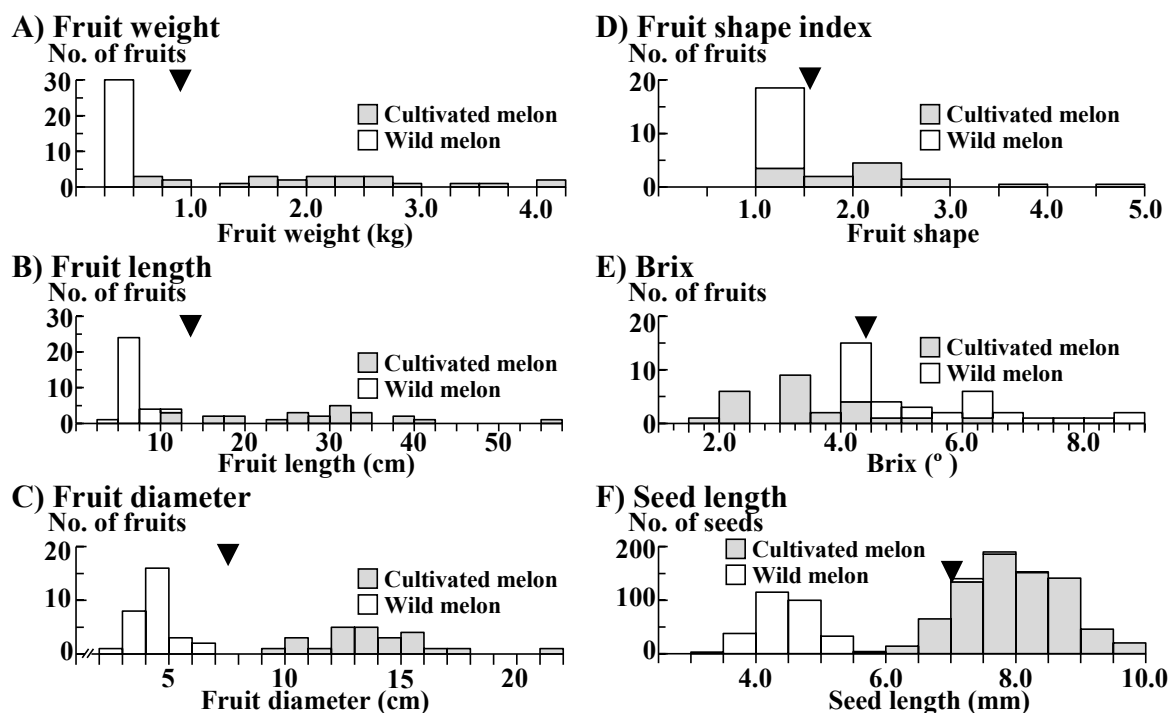 A) Fruit weight
No. of fruits
30
20
10
0
Cultivated melon
Wild melon
1.0 2.0 3.0 4.0
Fruit weight (kg)
B) Fruit length
No. of fruits
30
20
10
0
Cultivated melon
Wild melon
10 20 30 40 50
Fruit length (cm)
C) Fruit diameter
No. of fruits
20
10
0
Cultivated melon
Wild melon
5 10 15 20
Fruit diameter (cm)
D) Fruit shape index
No. of fruits
20
10
0
Cultivated melon
Wild melon
1.0 2.0 3.0 4.0 5.0
Fruit shape
E) Brix
No. of fruits
20
10
0
Cultivated melon
Wild melon
2.0 4.0 6.0 8.0
Brix (º )
F) Seed length
No. of seeds
200
100
0
Cultivated melon
Wild melon
4.0 6.0 8.0 10.0
Seed length (mm)